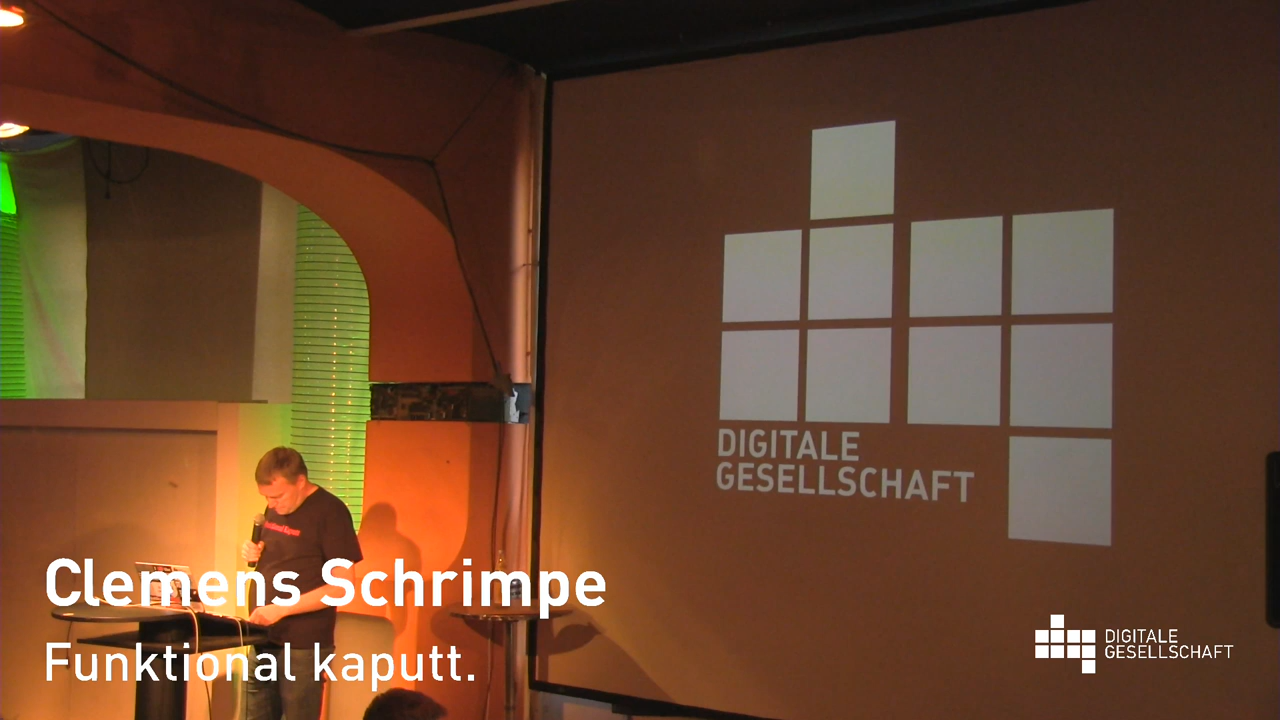 DIGITALE
GESELLSCHAFT
Clemens Schrimpe
Funktional kaputt.
DIGITALE
GESELLSCHAFT